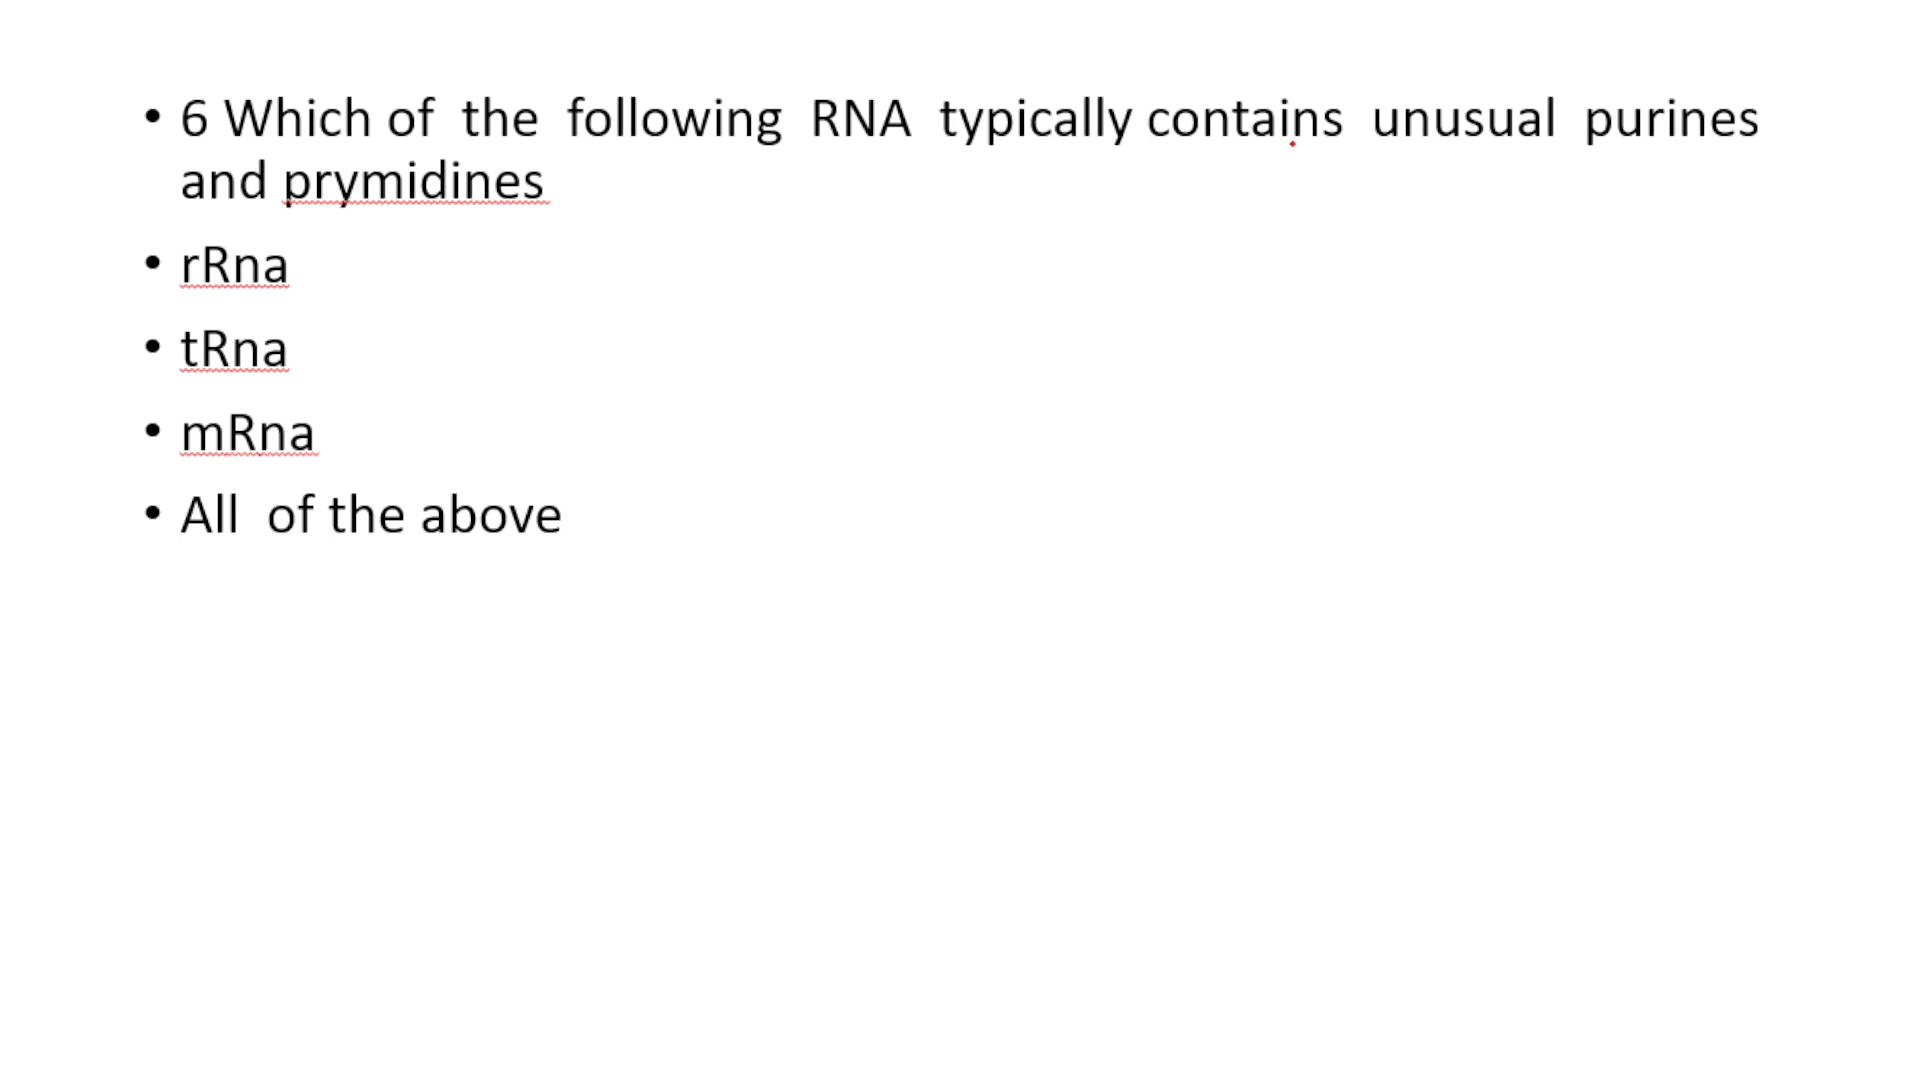 • 6 Which of the following RNA typically contains unusual purines
and prymidines
• rRna
• tRna
• mRna
• All of the above